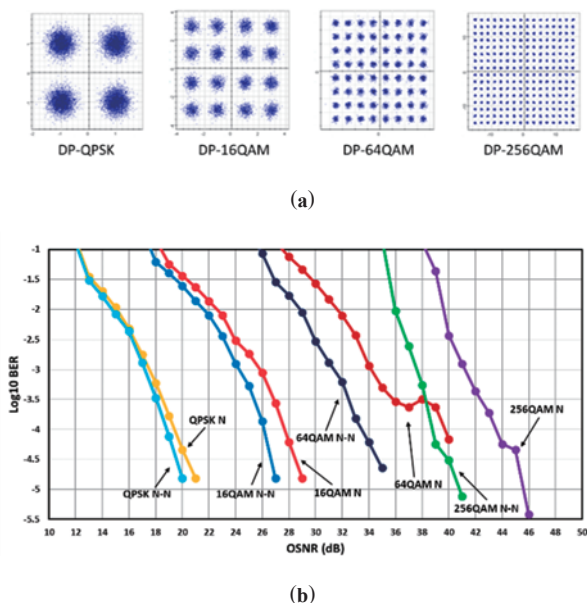 DP-QPSK DP-16QAM DP-64QAM DP-256QAM
(a)
-1
-1.5
-2
-2.5
-3
-3.5
-4
-4.5
-5
-5.5
Log10 BER
QPSK N
QPSK N-N
16QAM N-N
16QAM N
64QAM N-N
64QAM N
256QAM N-N
256QAM N
10 12 14 16 18 20 22 24 26 28 30 32 34 36 38 40 42 44 46 48 50
OSNR (dB)
(b)